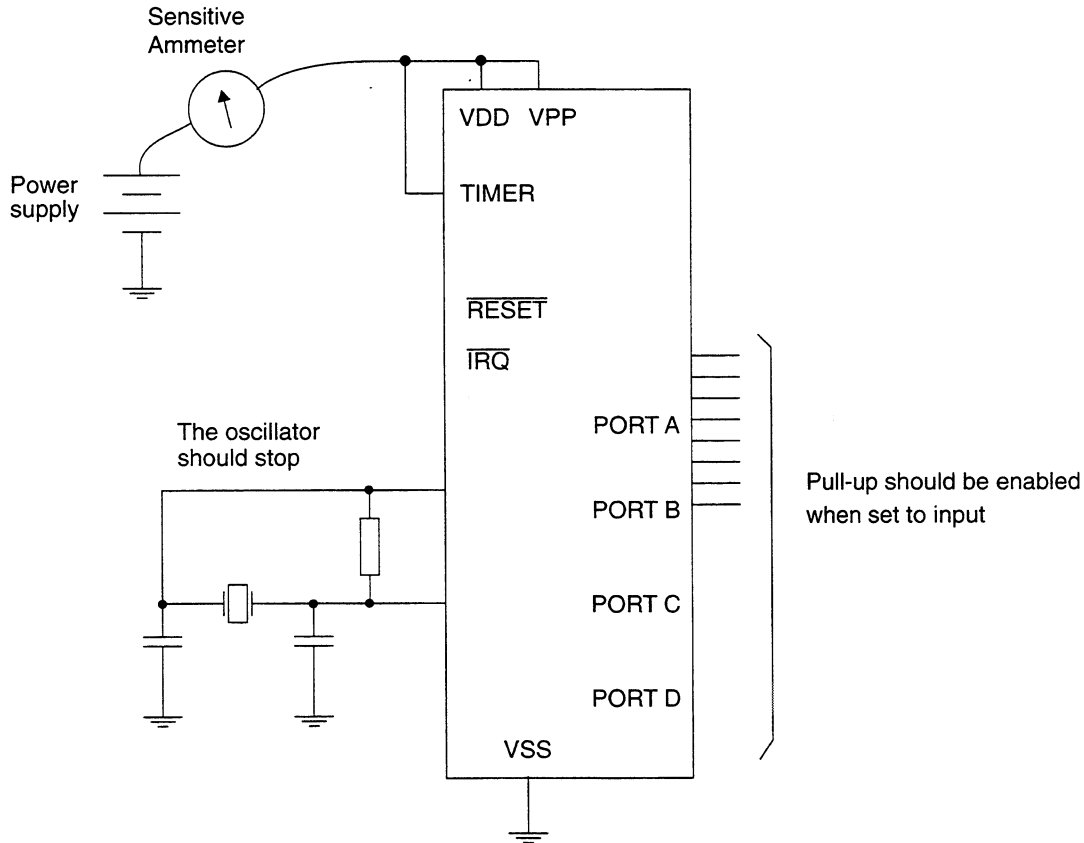 Sensitive
Ammeter
VDD VPP
Power
supply
TIMER
RESET
IRQ
The oscillator
should stop
PORT A
Pull-up should be enabled
when set to input
PORT B
PORT C
PORT D
VSS